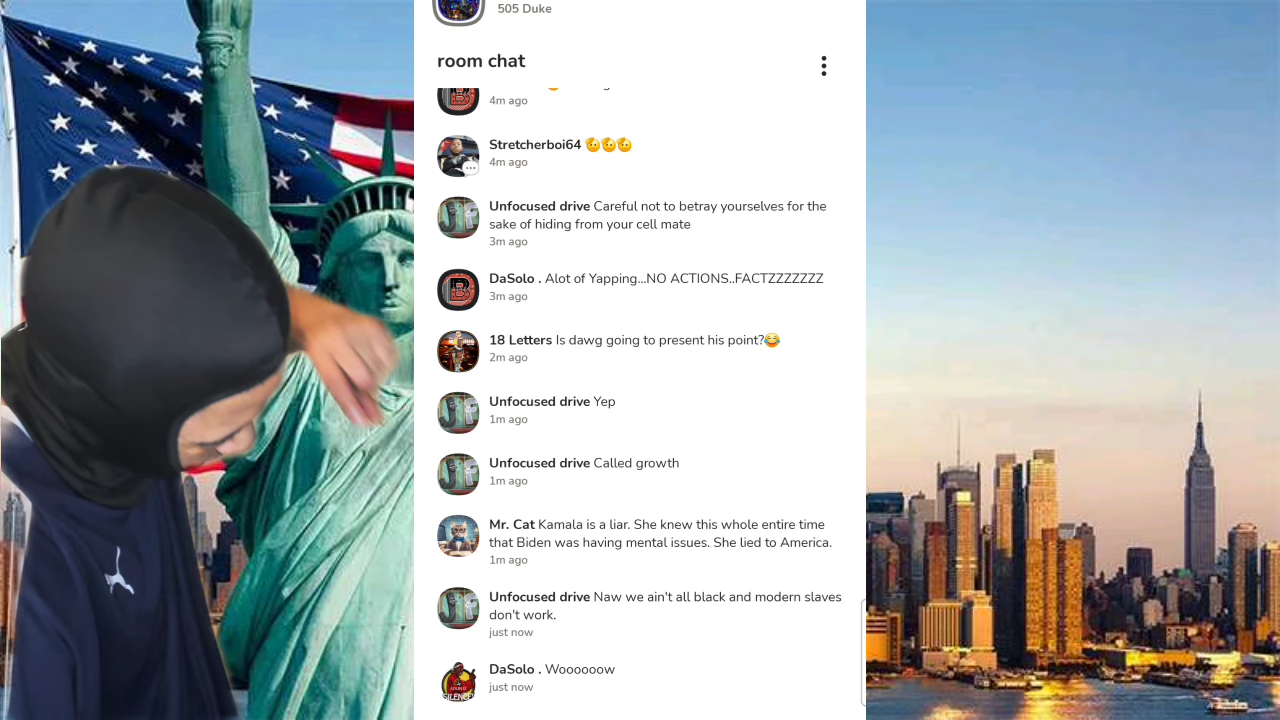 505 Duke
room chat
4m ago
Stretcherboi64 🫡🫡🫡
4m ago
Unfocused drive Careful not to betray yourselves for the
sake of hiding from your cell mate
3m ago
DaSolo . Alot of Yapping...NO ACTIONS..FACTZZZZZZZ
3m ago
18 Letters Is dawg going to present his point?😂
2m ago
Unfocused drive Yep
1m ago
Unfocused drive Called growth
1m ago
Mr. Cat Kamala is a liar. She knew this whole entire time
that Biden was having mental issues. She lied to America.
1m ago
Unfocused drive Naw we ain't all black and modern slaves
don't work.
just now
DaSolo . Woooooow
just now